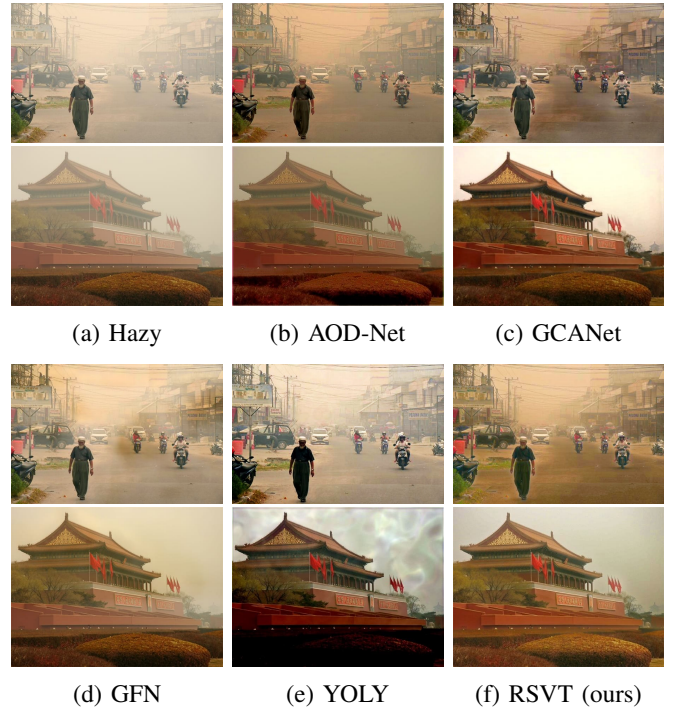 (a) Hazy
(b) AOD-Net
(c) GCANet
(d) GFN
(e) YOLY
(f) RSVT (ours)